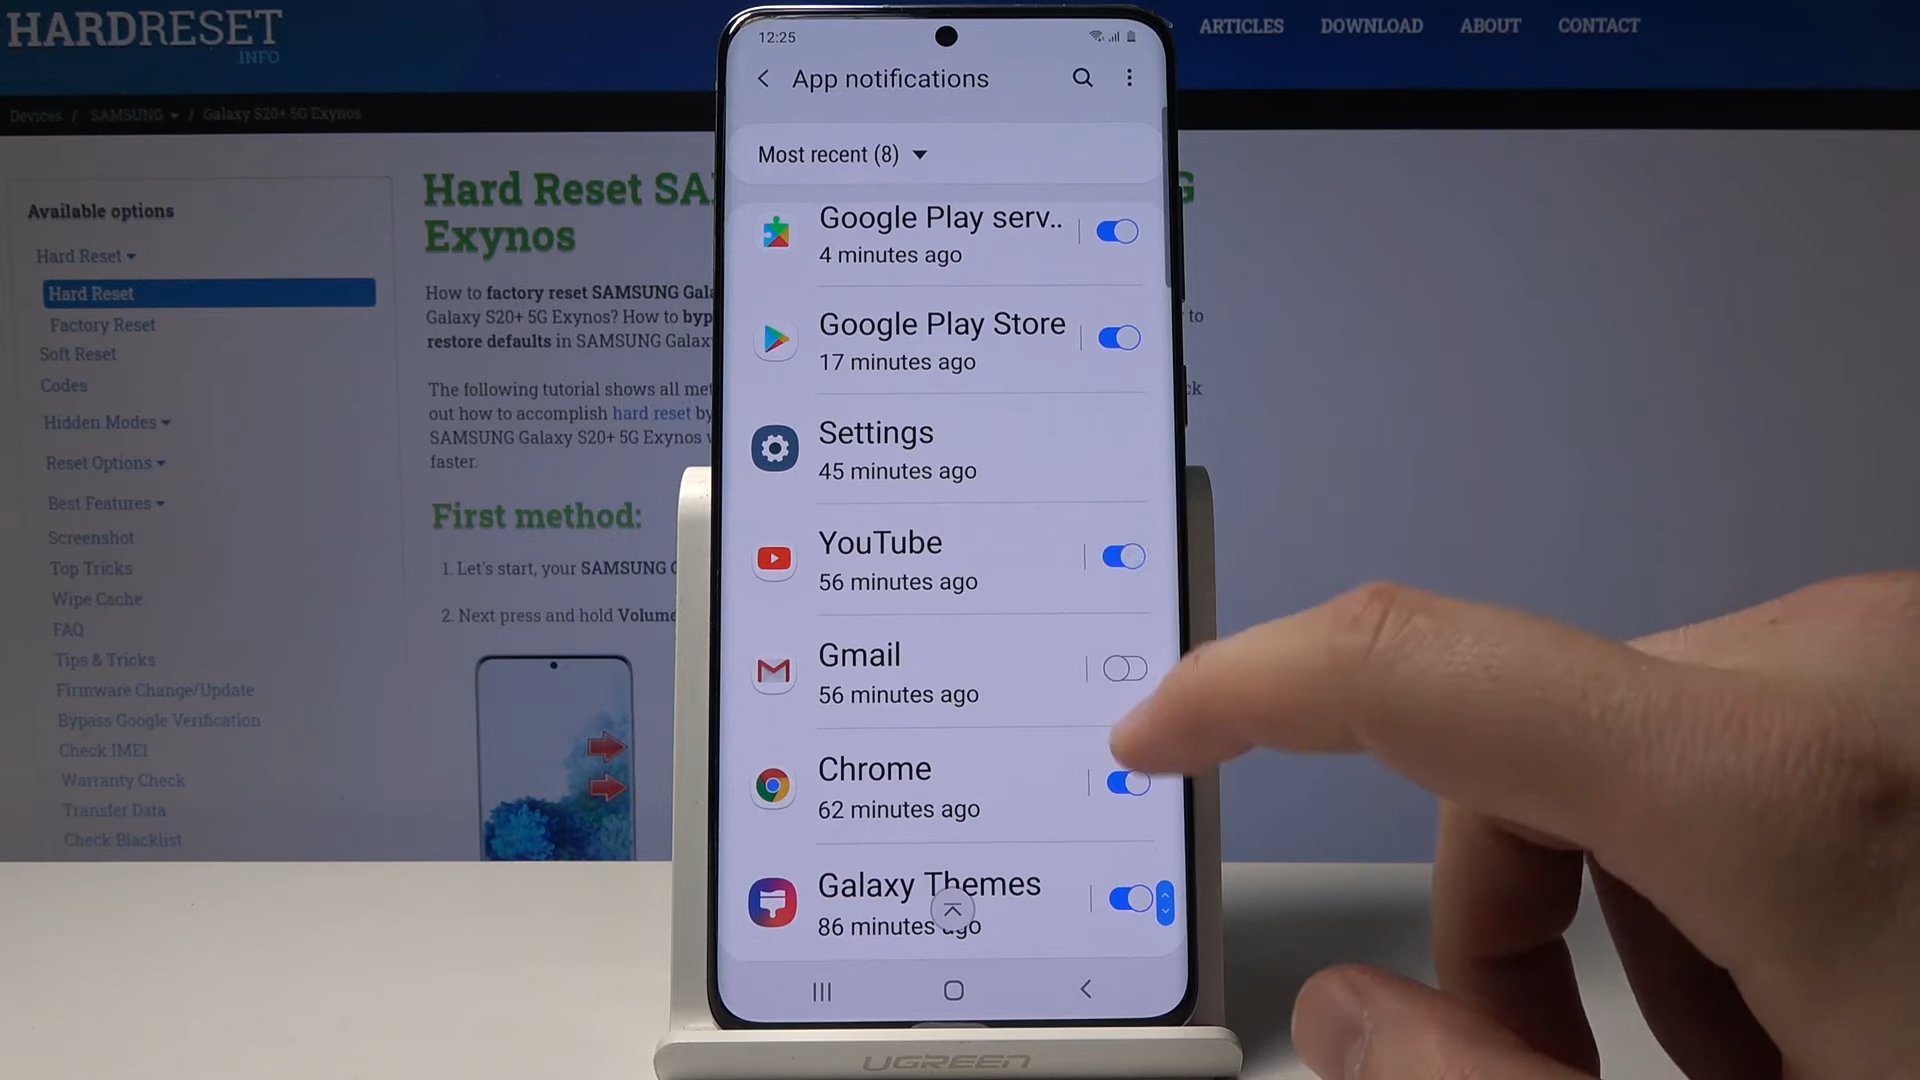 HARDRESET
.INFO
ARTICLES
DOWNLOAD
ABOUT
CONTACT
Devices / SAMSUNG / Galaxy S20+ 5G Exynos
Available options
Hard Reset
Hard Reset
Factory Reset
Soft Reset
Codes
Hidden Modes
Reset Options
Best Features
Screenshot
Top Tricks
Wipe Cache
FAQ
Tips & Tricks
Firmware Change/Update
Bypass Google Verification
Check IMEI
Warranty Check
Transfer Data
Check Blacklist
Hard Reset SA
G
Exynos
How to factory reset SAMSUNG Gala
Galaxy S20+ 5G Exynos? How to byp
to
restore defaults in SAMSUNG Galax
The following tutorial shows all met
ck
out how to accomplish hard reset by
SAMSUNG Galaxy S20+ 5G Exynos
faster.
First method:
1. Let's start, your SAMSUNG
2. Next press and hold Volume
12:25
App notifications
Most recent (8)
Google Play serv..
4 minutes ago
Google Play Store
17 minutes ago
Settings
45 minutes ago
YouTube
56 minutes ago
Gmail
56 minutes ago
Chrome
62 minutes ago
Galaxy Themes
86 minutes ago
UGREEN